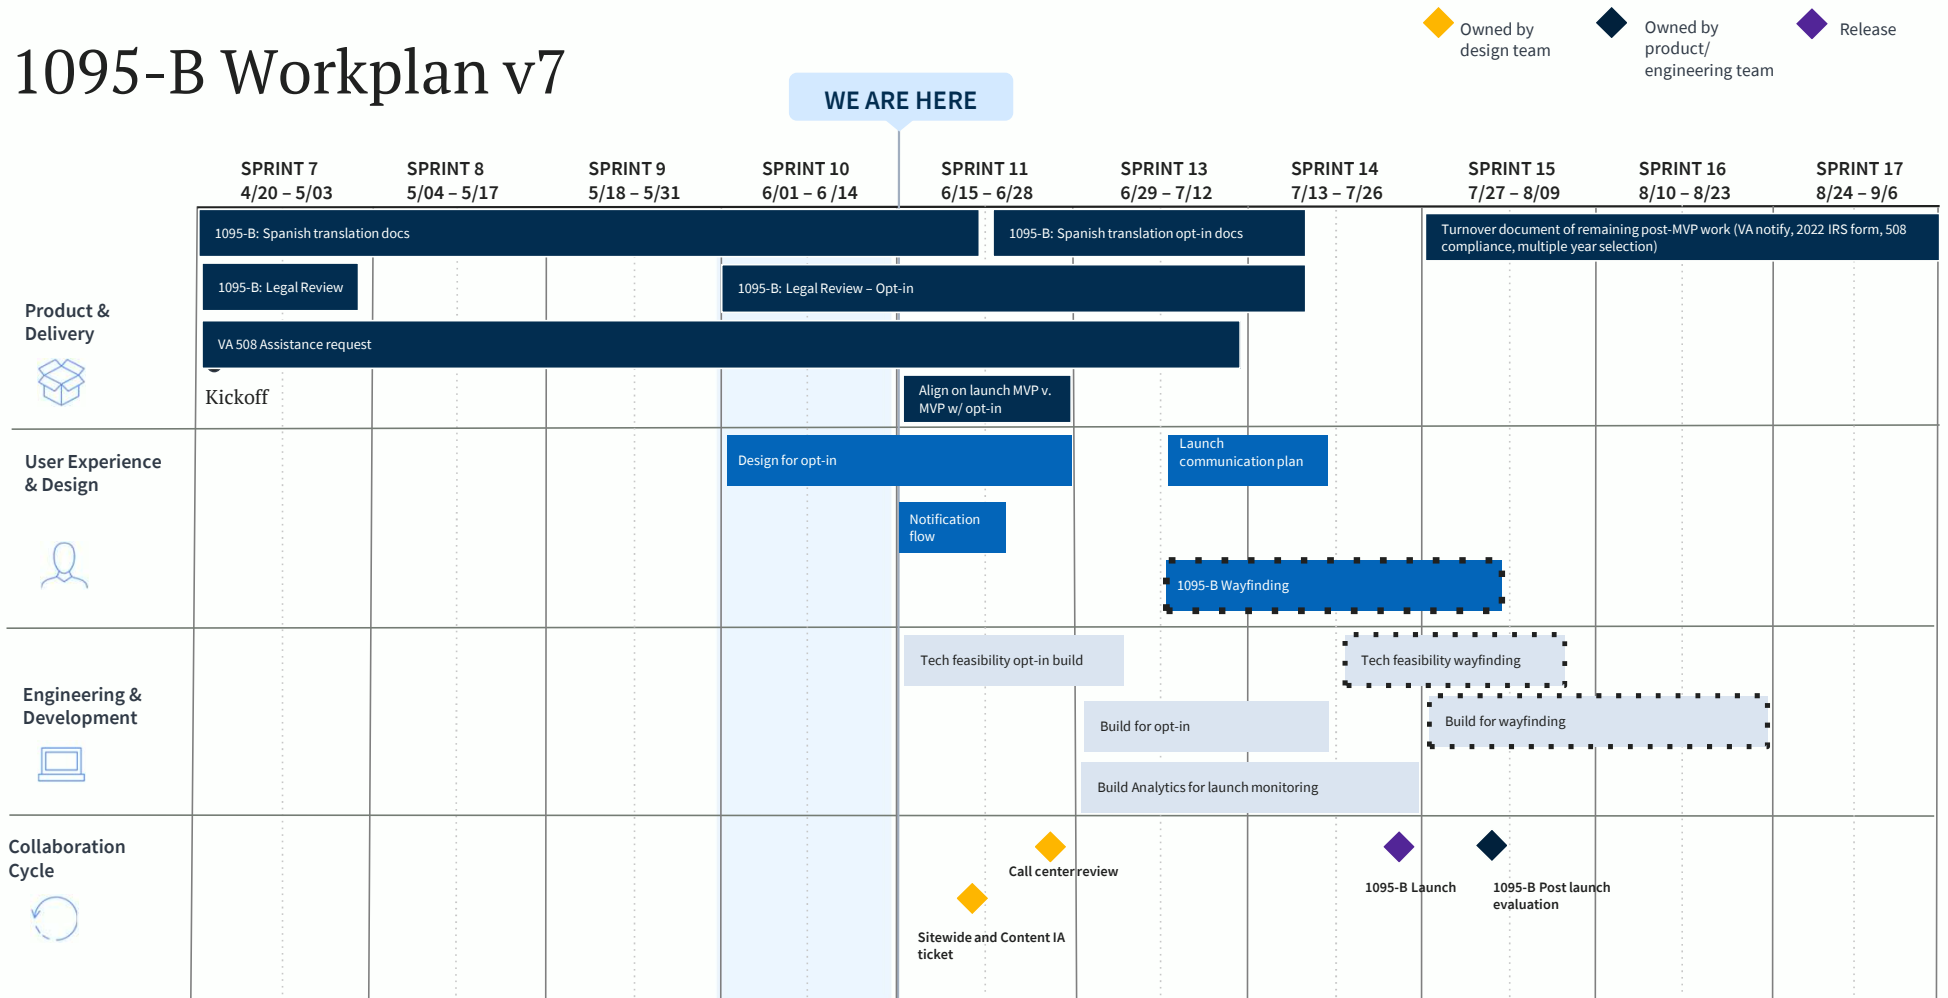 Owned by
design team
Owned by
product/
engineering team
Release
1095-B Workplan v7
WE ARE HERE
SPRINT 7
4/20 – 5/03
SPRINT 8
5/04 – 5/17
SPRINT 9
5/18 – 5/31
SPRINT 10
6/01 – 6 /14
SPRINT 11
6/15 – 6/28
SPRINT 13
6/29 – 7/12
SPRINT 14
7/13 – 7/26
SPRINT 15
7/27 – 8/09
SPRINT 16
8/10 – 8/23
SPRINT 17
8/24 – 9/6
Product &
Delivery
1095-B: Spanish translation docs
1095-B: Spanish translation opt-in docs
Turnover document of remaining post-MVP work (VA notify, 2022 IRS form, 508
compliance, multiple year selection)
1095-B: Legal Review
1095-B: Legal Review – Opt-in
VA 508 Assistance request
Kickoff
Align on launch MVP v.
MVP w/ opt-in
User Experience
& Design
Design for opt-in
Launch
communication plan
Notification
flow
1095-B Wayfinding
Engineering &
Development
Tech feasibility opt-in build
Tech feasibility wayfinding
Build for opt-in
Build for wayfinding
Build Analytics for launch monitoring
Collaboration
Cycle
Call center review
Sitewide and Content IA
ticket
1095-B Launch
1095-B Post launch
evaluation